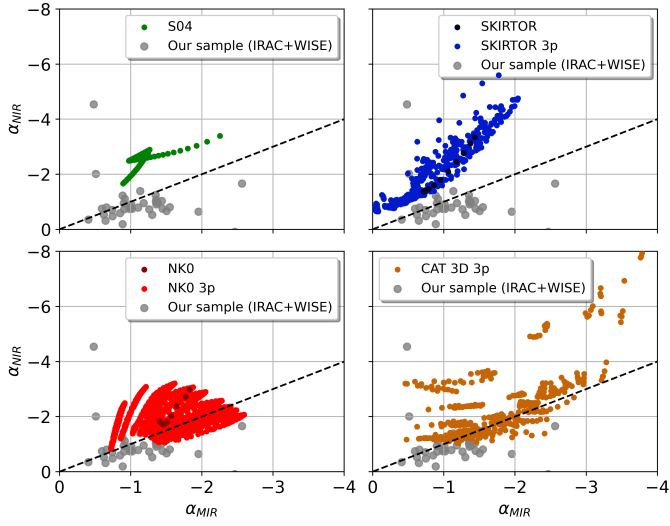 −8
−6
−4
−2
0
α_NIR
S04
Our sample (IRAC+WISE)
SKIRTOR
SKIRTOR 3p
Our sample (IRAC+WISE)
−8
−6
−4
−2
0
α_NIR
NK0
NK0 3p
Our sample (IRAC+WISE)
CAT 3D 3p
Our sample (IRAC+WISE)
0 −1 −2 −3 −4
0 −1 −2 −3 −4
α_MIR
α_MIR